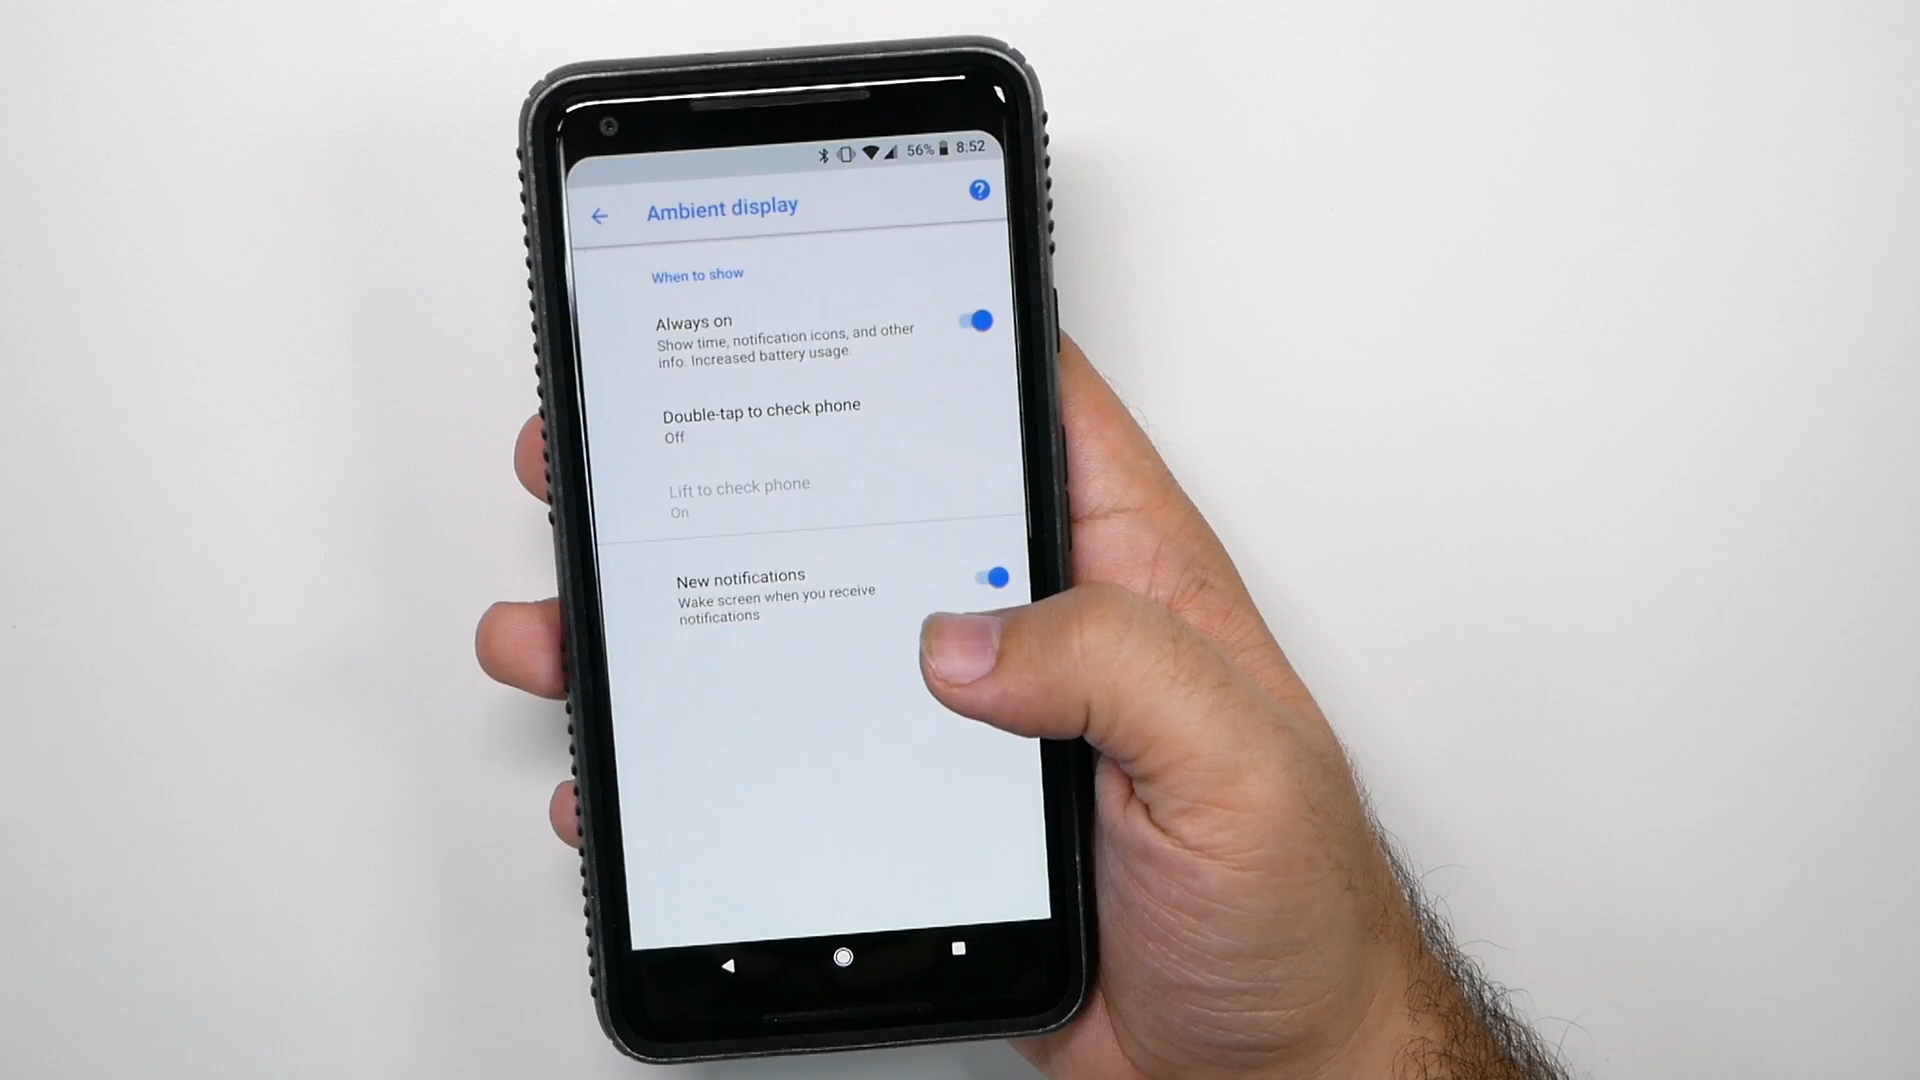 56% 8:52
Ambient display
?
When to show
Always on
Show time, notification icons, and other
info. Increased battery usage.
Double-tap to check phone
Off
Lift to check phone
On
New notifications
Wake screen when you receive
notifications